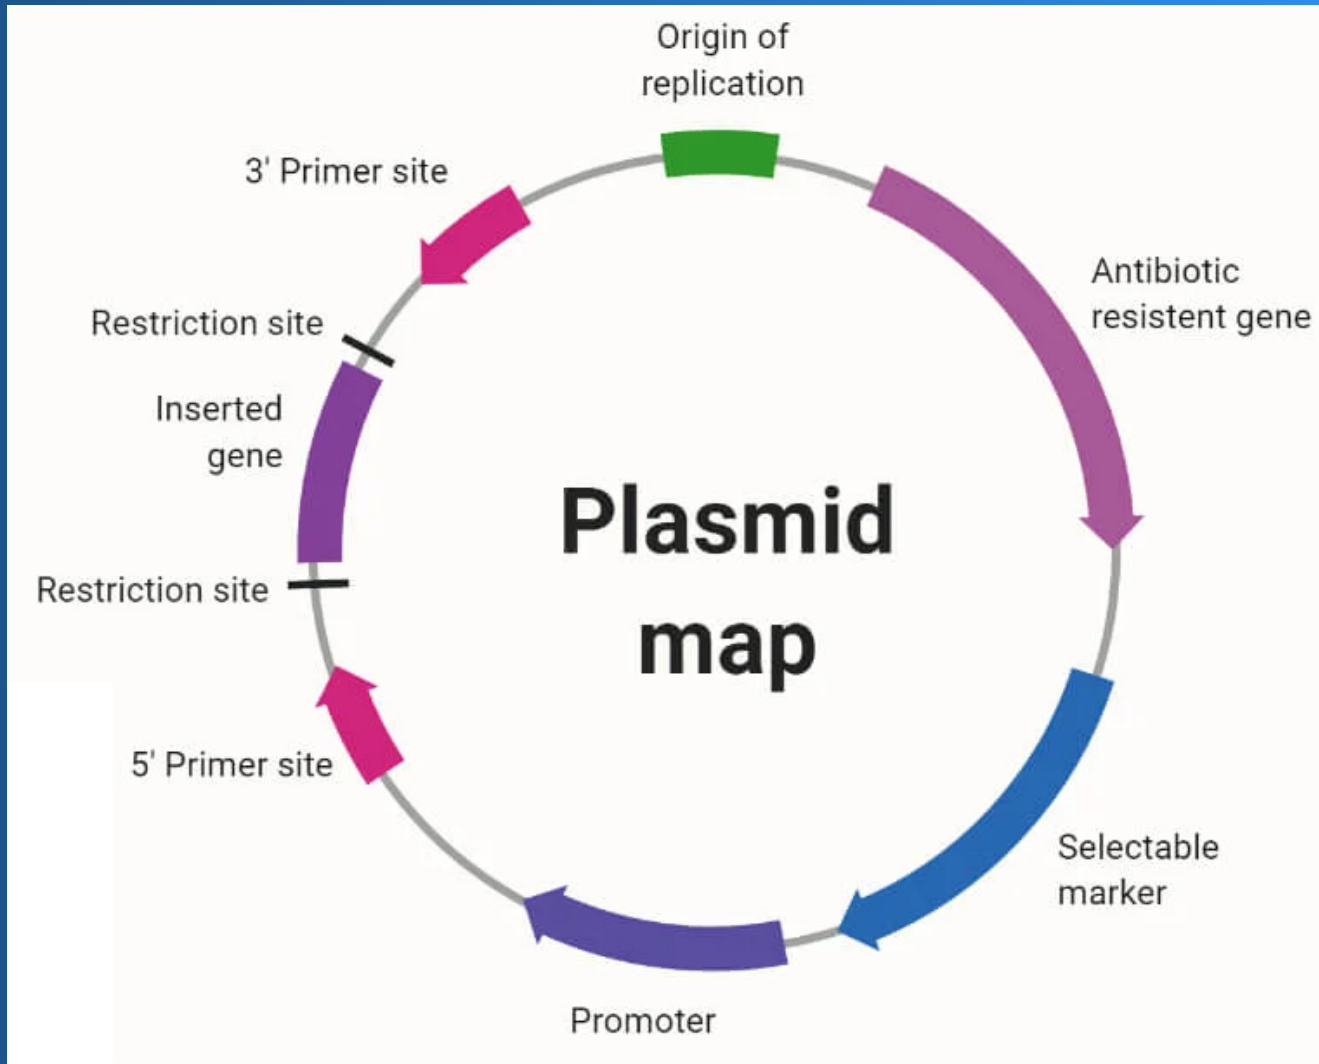 Origin of
replication
3' Primer site
Antibiotic
resistent gene
Restriction site
Inserted
gene
Plasmid
map
Restriction site
5' Primer site
Selectable
marker
Promoter